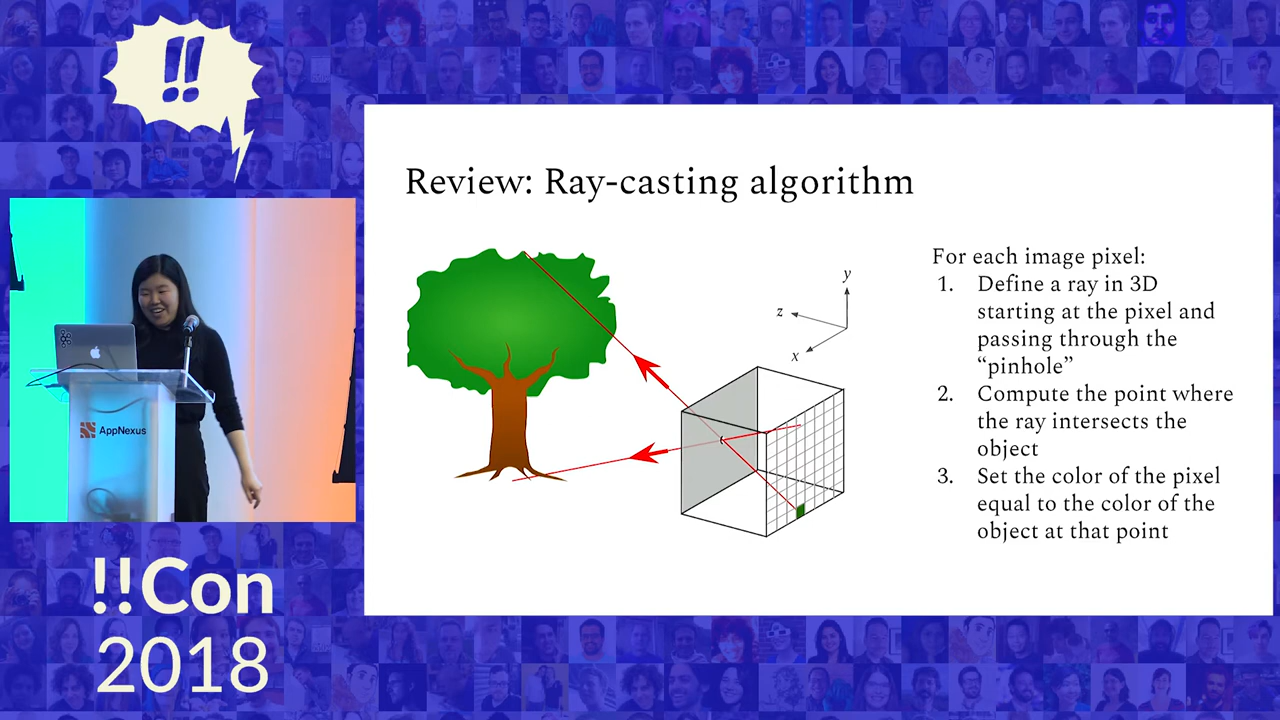 !!
Review: Ray-casting algorithm
y
z
x
For each image pixel:
1. Define a ray in 3D
starting at the pixel and
passing through the
“pinhole”
2. Compute the point where
the ray intersects the
object
3. Set the color of the pixel
equal to the color of the
object at that point
AppNexus
!!Con
2018